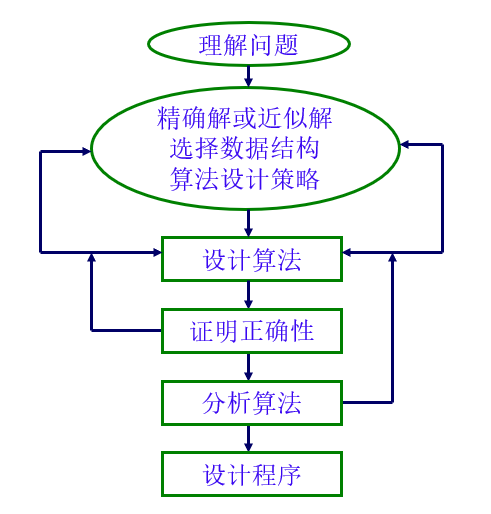 理解问题
精确解或近似解
选择数据结构
算法设计策略
设计算法
证明正确性
分析算法
设计程序